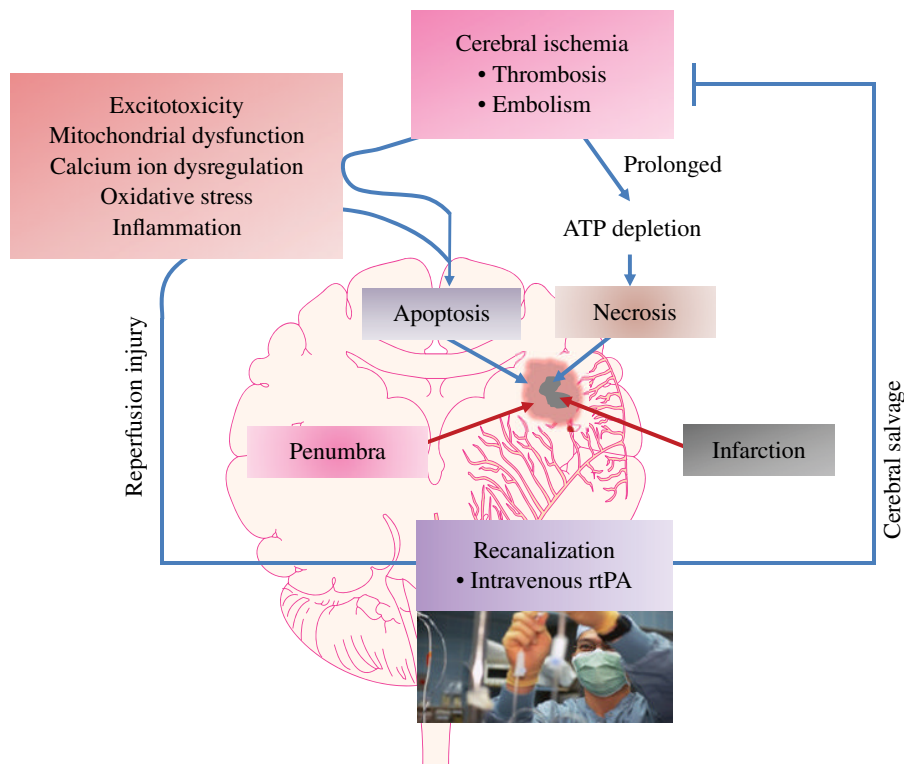 Cerebral ischemia
• Thrombosis
• Embolism
Excitotoxicity
Mitochondrial dysfunction
Calcium ion dysregulation
Oxidative stress
Inflammation
Prolonged
ATP depletion
Apoptosis
Necrosis
Penumbra
Infarction
Reperfusion injury
Cerebral salvage
Recanalization
• Intravenous rtPA